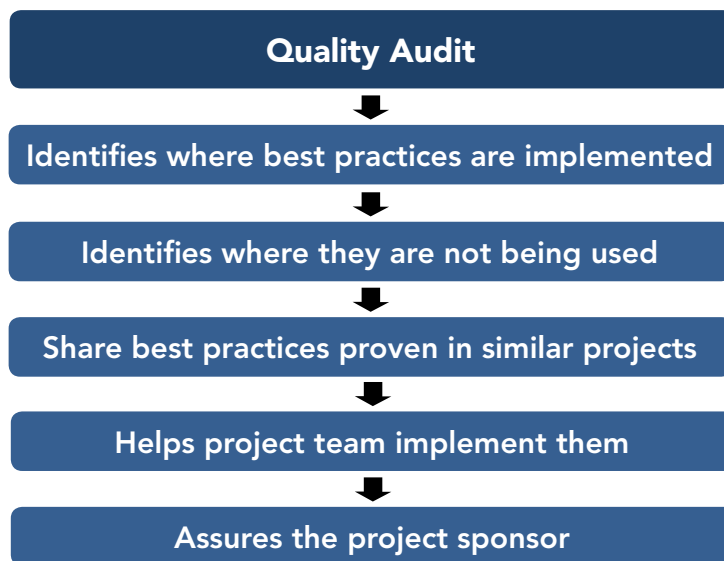 Quality Audit
Identifies where best practices are implemented
Identifies where they are not being used
Share best practices proven in similar projects
Helps project team implement them
Assures the project sponsor